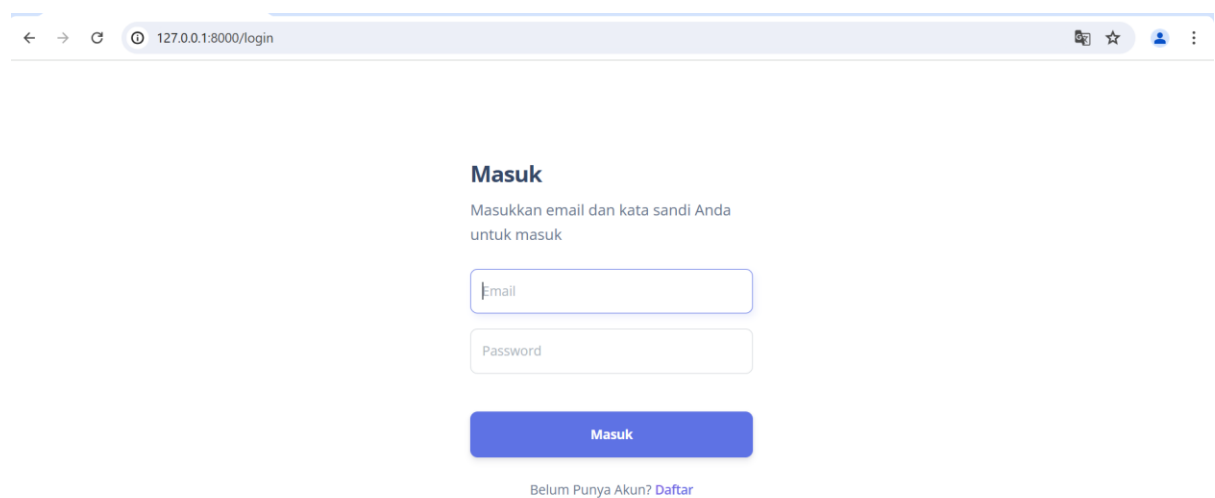 127.0.0.1:8000/login
Masuk
Masukkan email dan kata sandi Anda
untuk masuk
Email
Password
Masuk
Belum Punya Akun? Daftar